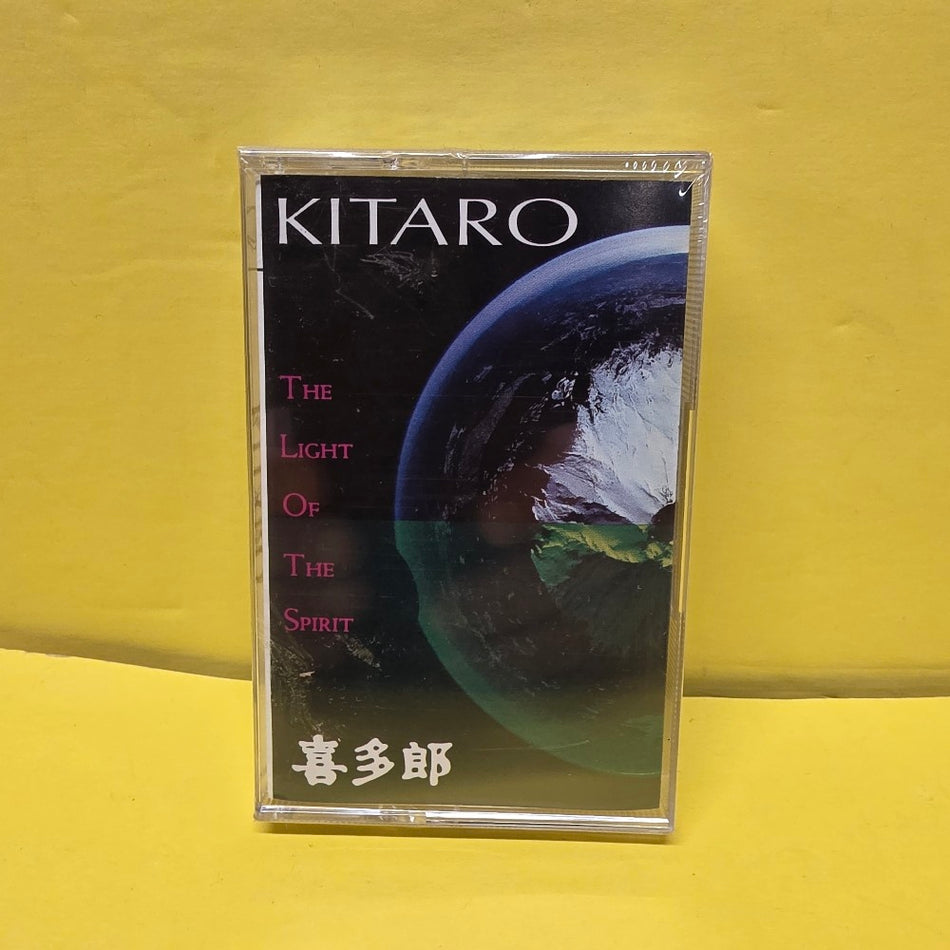 KITARO
THE
LIGHT
OF
THE
SPIRIT
喜多郎